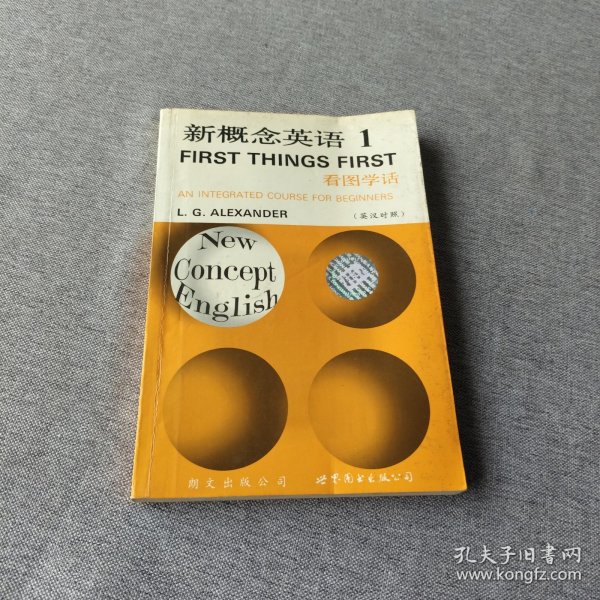 新概念英语 1
FIRST THINGS FIRST
看图学话
AN INTEGRATED COURSE FOR BEGINNERS
L. G. ALEXANDER
(英汉对照)
New
Concept
English
朗文出版公司 世界图书出版公司
孔夫子旧书网
www.kongfz.com